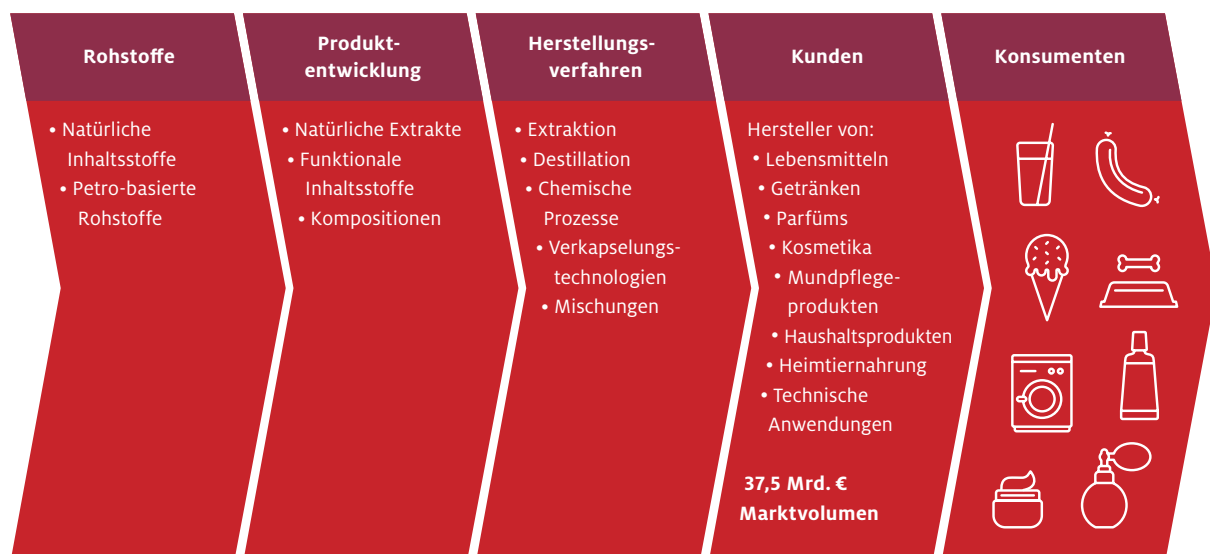 Rohstoffe
• Natürliche
Inhaltsstoffe
• Petro-basierte
Rohstoffe
Produkt-
entwicklung
• Natürliche Extrakte
• Funktionale
Inhaltsstoffe
• Kompositionen
Herstellungs-
verfahren
• Extraktion
• Destillation
• Chemische
Prozesse
• Verkapselungs-
technologien
• Mischungen
Kunden
Hersteller von:
• Lebensmitteln
• Getränken
• Parfüms
• Kosmetika
• Mundpflege-
produkten
• Haushaltsprodukten
• Heimtiernahrung
• Technische
Anwendungen
37,5 Mrd. €
Marktvolumen
Konsumenten